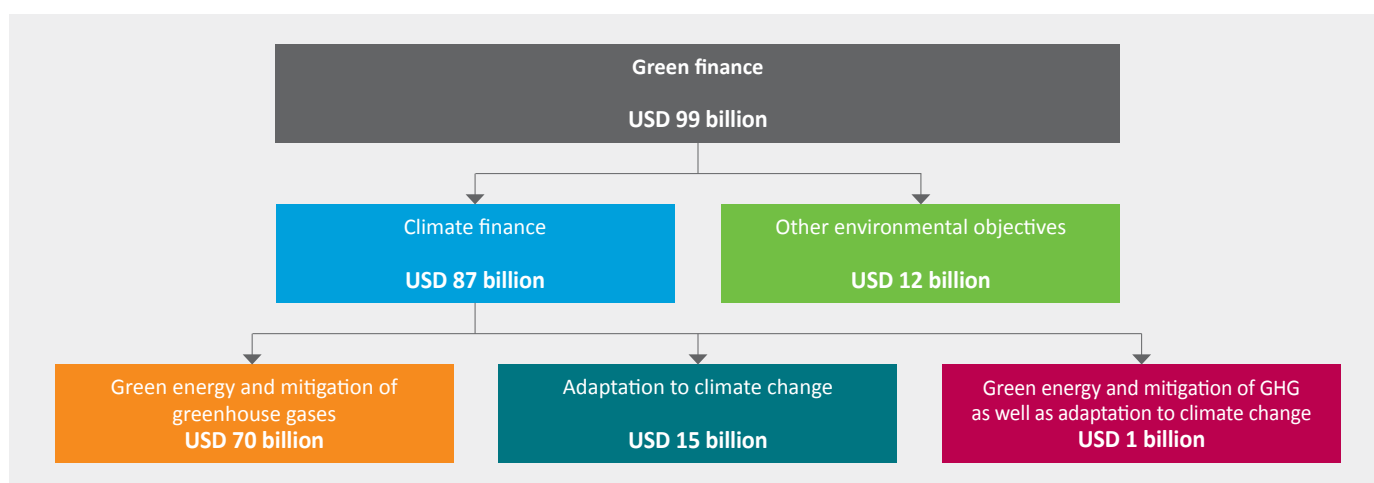 Green finance
USD 99 billion
Climate finance
USD 87 billion
Other environmental objectives
USD 12 billion
Green energy and mitigation of
greenhouse gases
USD 70 billion
Adaptation to climate change
USD 15 billion
Green energy and mitigation of GHG
as well as adaptation to climate change
USD 1 billion